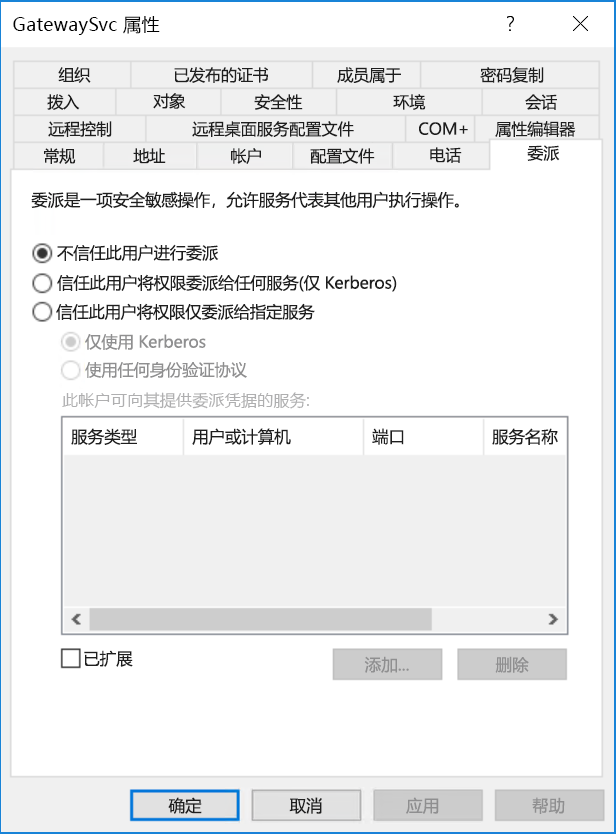 GatewaySvc 属性
组织 已发布的证书 成员属于 密码复制
拨入 对象 安全性 环境 会话
远程控制 远程桌面服务配置文件 COM+ 属性编辑器
常规 地址 帐户 配置文件 电话 委派
委派是一项安全敏感操作，允许服务代表其他用户执行操作。
不信任此用户进行委派
信任此用户将权限委派给任何服务(仅 Kerberos)
信任此用户将权限仅委派给指定服务
仅使用 Kerberos
使用任何身份验证协议
此帐户可向其提供委派凭据的服务:
服务类型 用户或计算机 端口 服务名称
已扩展 添加... 删除
确定 取消 应用 帮助